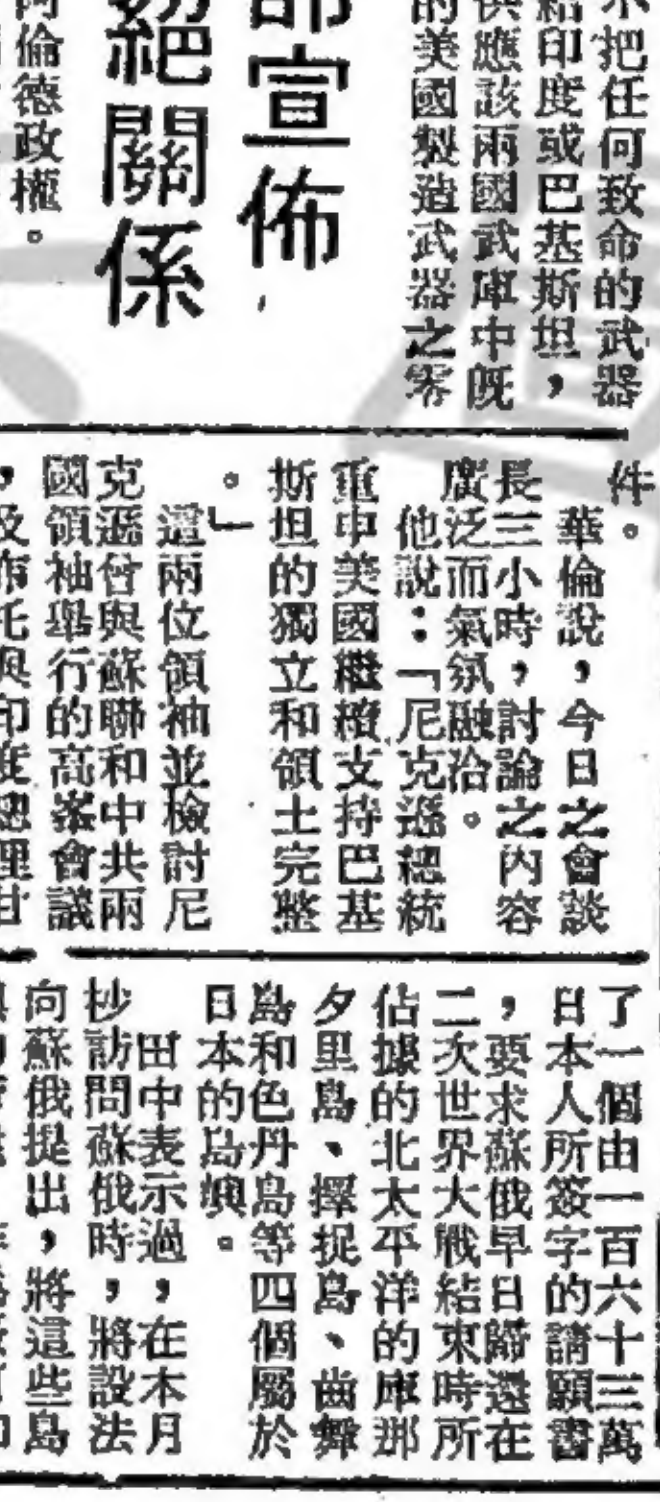 不把任何致命的武器
給印度或巴基斯坦，
供應該兩國武庫中既
的美國製造武器之零
宣佈
絕關係
阿倫德政權。
件。
華倫說，今日之會談
長三小時，討論之內容
廣泛而氣氛融洽。
他說：「尼克遜總統
重申美國繼續支持巴基
斯坦的獨立和領土完整
。」
這兩位領袖並檢討尼
克遜曾與蘇聯和中共兩
國領袖舉行的高峯會議
，及布托與印度總理甘
了一個由一百六十三萬
日本人所簽字的請願書
，要求蘇俄早日歸還在
二次世界大戰結束時所
佔據的北太平洋的庫那
夕里島、擇捉島、齒舞
島和色丹島等四個屬於
日本的島嶼。
田中表示過，在本月
抄訪問蘇俄時，將設法
向蘇俄提出，將這些島